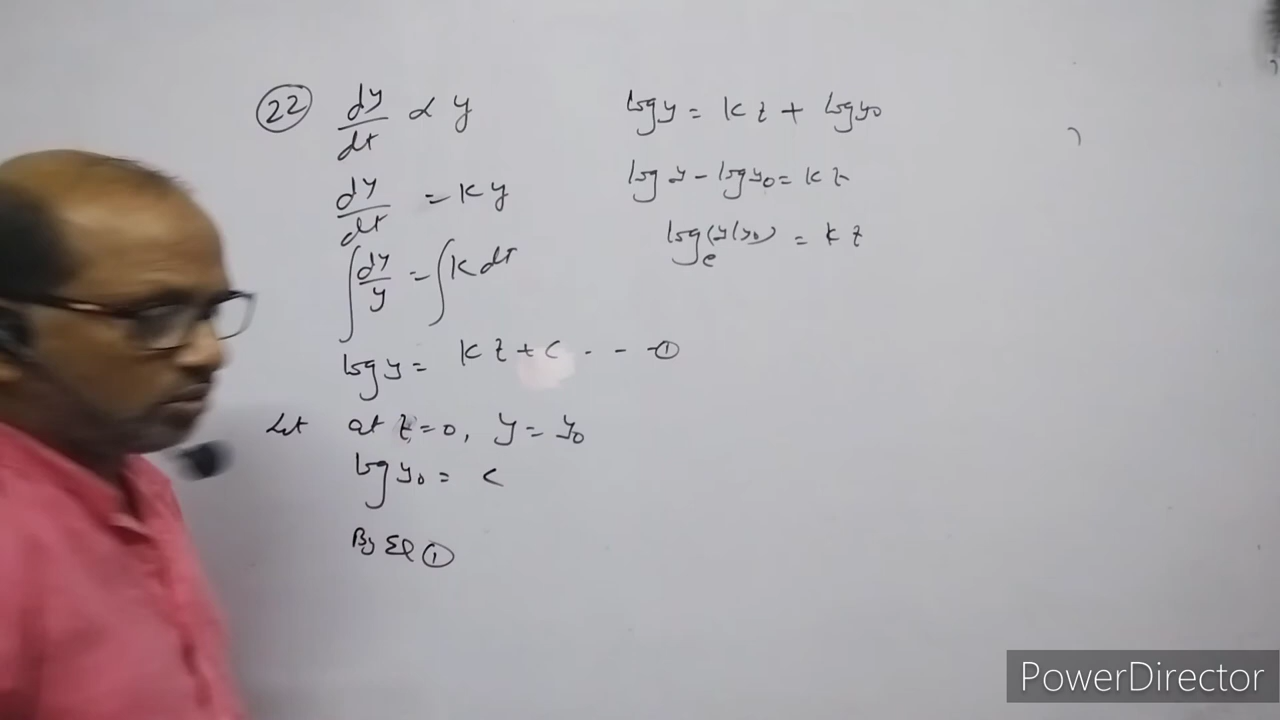 22 dy/dt ∝ y
dy/dt = ky
∫ dy/y = ∫ k dt
log y = kt + c - - - ①
Let at t=0, y = y₀
log y₀ = c
By Eq ①
log y = kt + log y₀
log y - log y₀ = kt
logₑ(y/y₀) = kt
PowerDirector